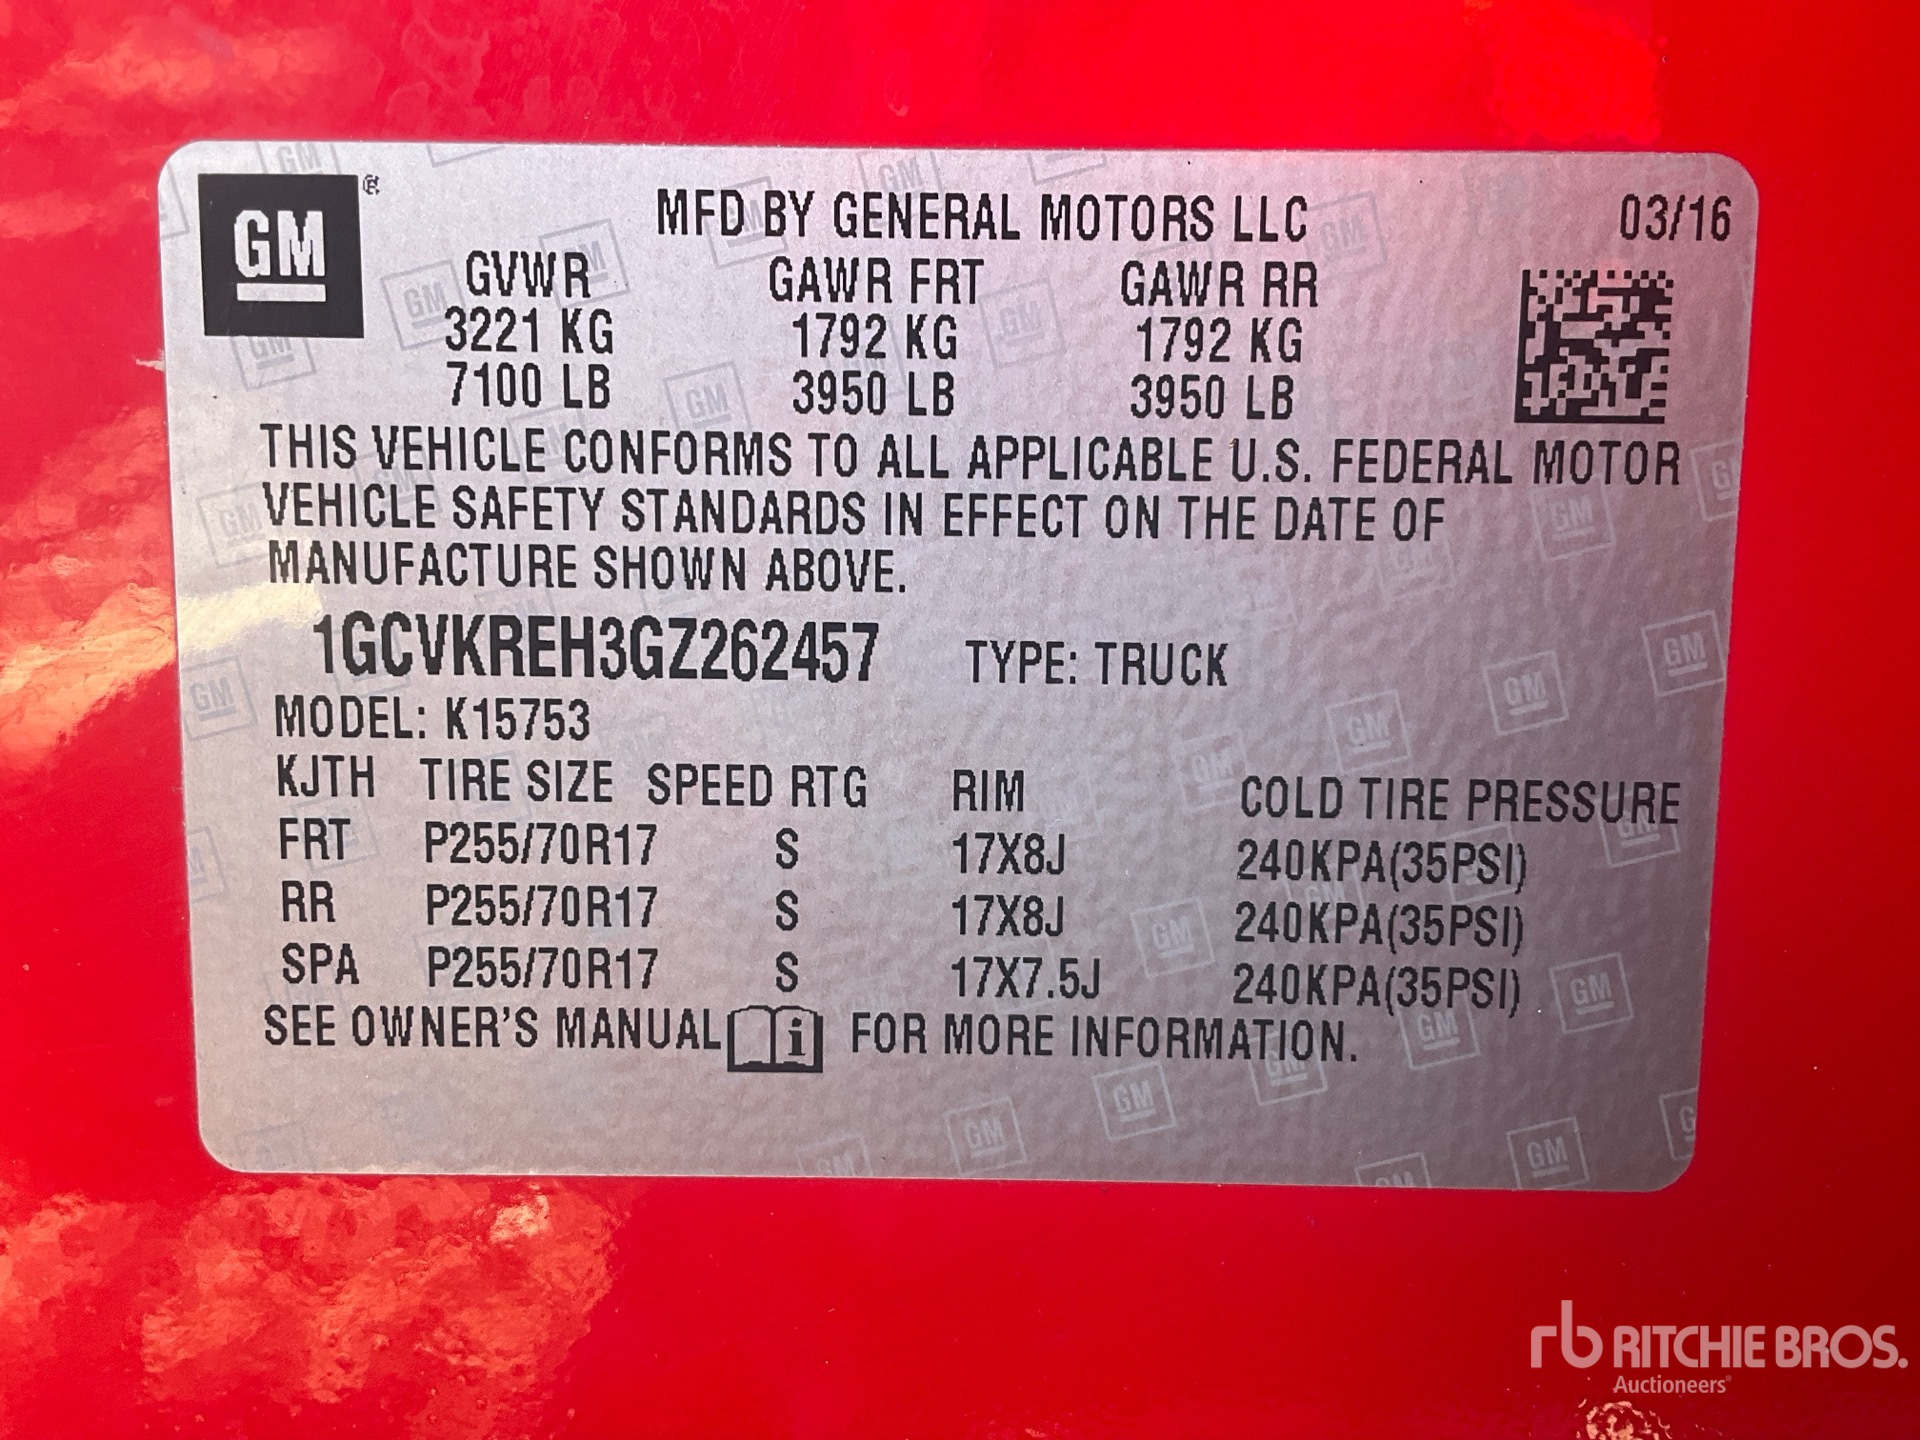 GM
MFD BY GENERAL MOTORS LLC 03/16
GVWR GAWR FRT GAWR RR
3221 KG 1792 KG 1792 KG
7100 LB 3950 LB 3950 LB
THIS VEHICLE CONFORMS TO ALL APPLICABLE U.S. FEDERAL MOTOR
VEHICLE SAFETY STANDARDS IN EFFECT ON THE DATE OF
MANUFACTURE SHOWN ABOVE.
1GCVKREH3GZ262457 TYPE: TRUCK
MODEL: K15753
KJTH TIRE SIZE SPEED RTG RIM COLD TIRE PRESSURE
FRT P255/70R17 S 17X8J 240KPA(35PSI)
RR P255/70R17 S 17X8J 240KPA(35PSI)
SPA P255/70R17 S 17X7.5J 240KPA(35PSI)
SEE OWNER'S MANUAL i FOR MORE INFORMATION.
rb RITCHIE BROS.
Auctioneers